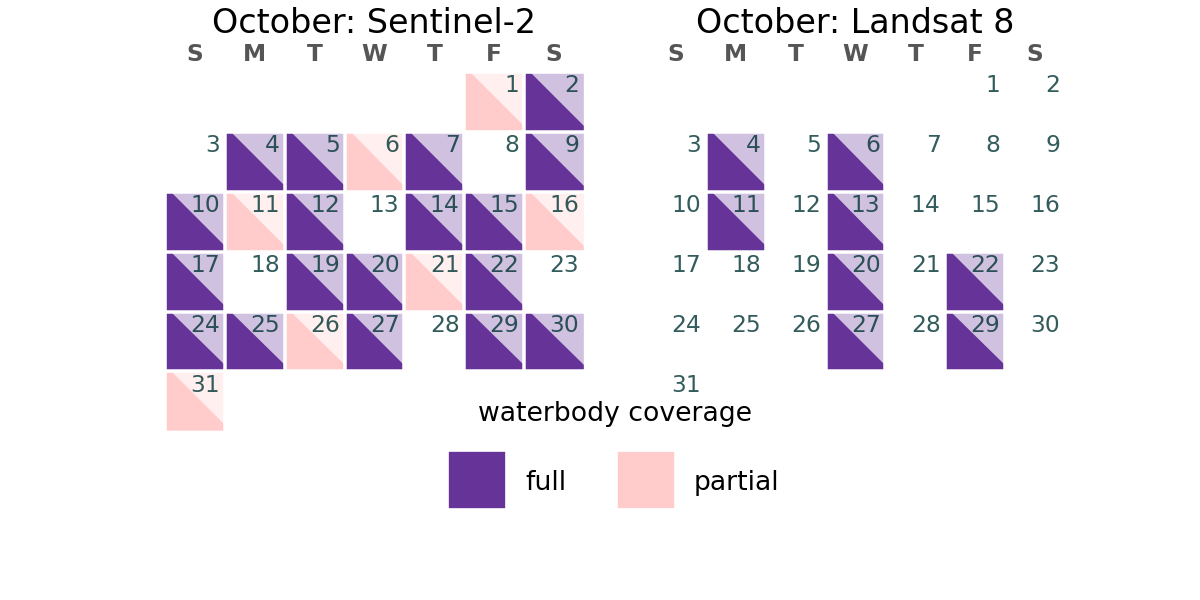 October: Sentinel-2
S M T W T F S
1 2
3 4 5 6 7 8 9
10 11 12 13 14 15 16
17 18 19 20 21 22 23
24 25 26 27 28 29 30
31
October: Landsat 8
S M T W T F S
1 2
3 4 5 6 7 8 9
10 11 12 13 14 15 16
17 18 19 20 21 22 23
24 25 26 27 28 29 30
31
waterbody coverage
full partial